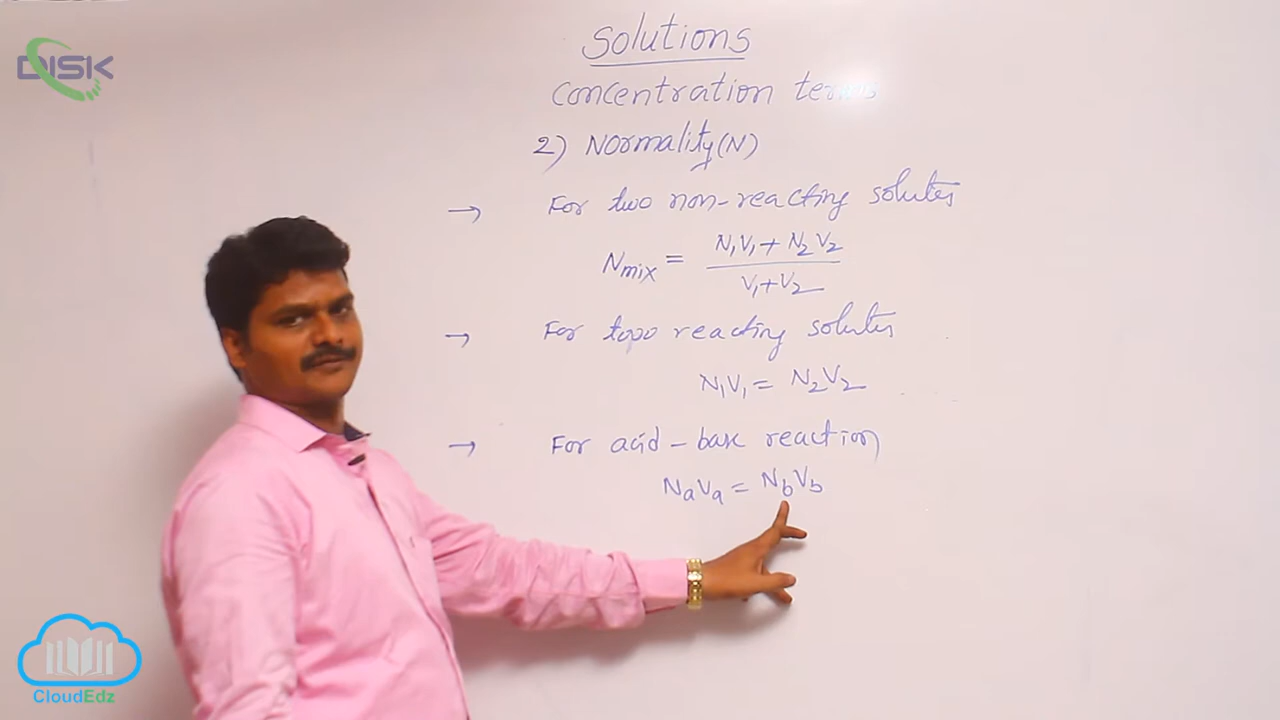 DISK
Solutions
Concentration terms
2) Normality (N)
→ For two non-reacting solutes
Nmix = N₁V₁ + N₂V₂ / V₁+V₂
→ For two reacting solutes
N₁V₁ = N₂V₂
→ For acid - base reaction
NaVa = NbVb
CloudEdz